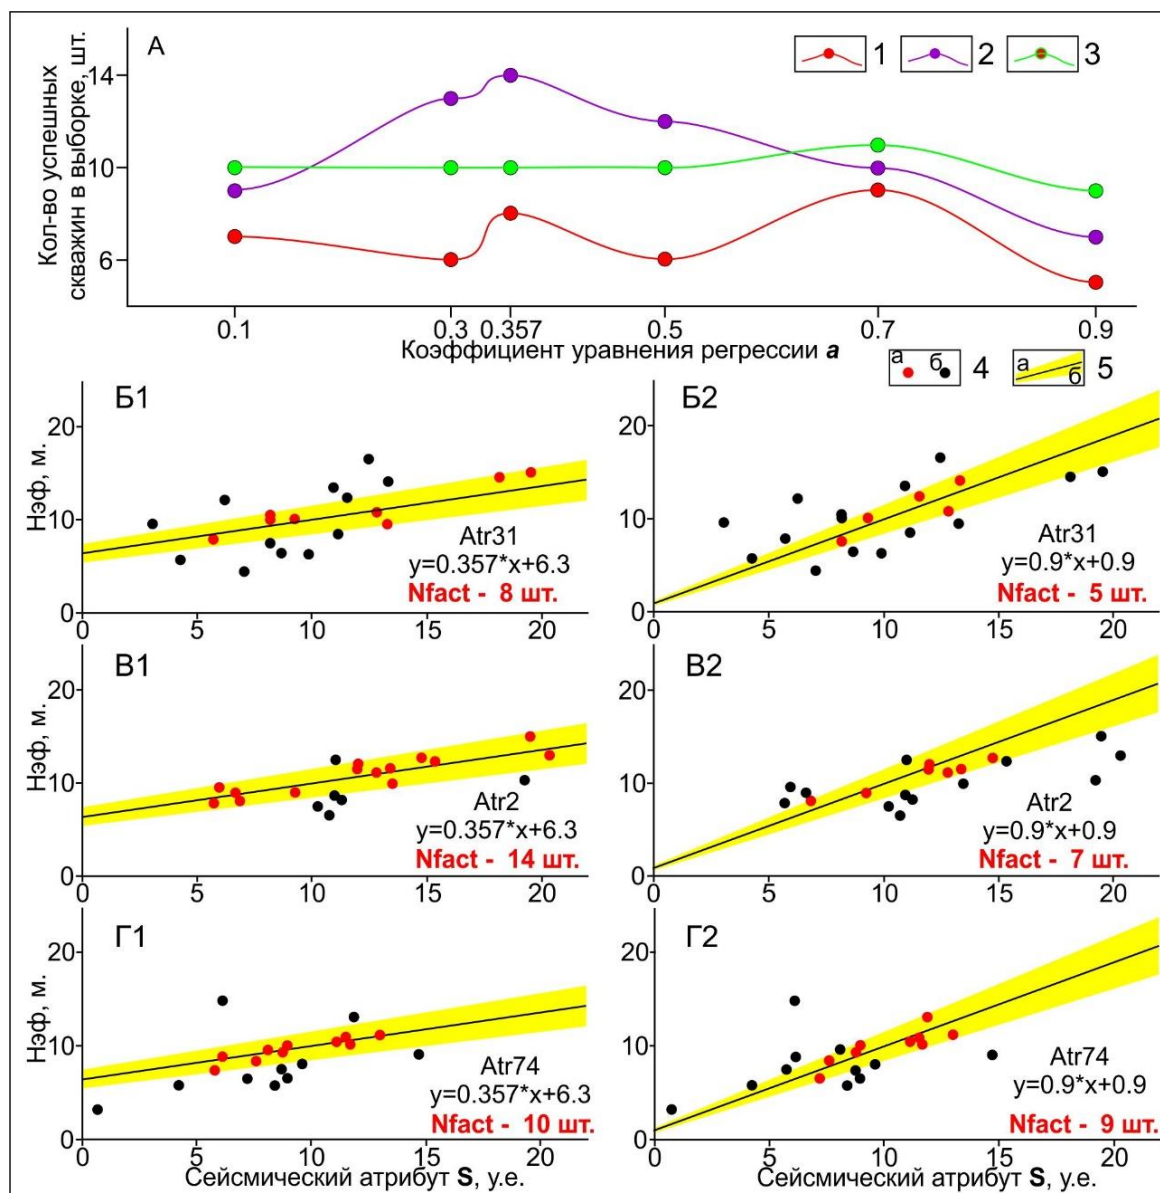 А
Кол-во успешных
скважин в выборке, шт.
14
10
6
1
2
3
0.1
0.3
0.357
0.5
0.7
0.9
Коэффициент уравнения регрессии a
а
б
4
а
б
5
Б1
Нэф, м.
20
10
0
Atr31
y=0.357*x+6.3
Nfact - 8 шт.
0
5
10
15
20
Б2
20
10
0
Atr31
y=0.9*x+0.9
Nfact - 5 шт.
0
5
10
15
20
В1
Нэф, м.
20
10
0
Atr2
y=0.357*x+6.3
Nfact - 14 шт.
0
5
10
15
20
В2
20
10
0
Atr2
y=0.9*x+0.9
Nfact - 7 шт.
0
5
10
15
20
Г1
Нэф, м.
20
10
0
Atr74
y=0.357*x+6.3
Nfact - 10 шт.
0
5
10
15
20
Сейсмический атрибут S, у.е.
Г2
20
10
0
Atr74
y=0.9*x+0.9
Nfact - 9 шт.
0
5
10
15
20
Сейсмический атрибут S, у.е.